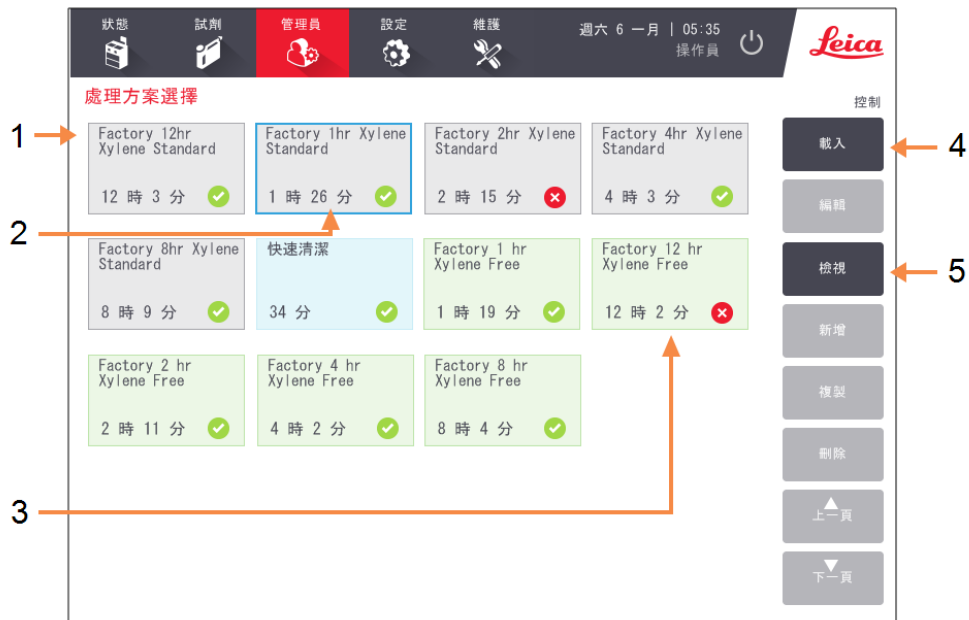 狀態
試劑
管理員
設定
維護
週六 6 一月 | 05:35
操作員
Leica
處理方案選擇
控制
1
Factory 12hr
Xylene Standard
12 時 3 分
Factory 1hr Xylene
Standard
1 時 26 分
Factory 2hr Xylene
Standard
2 時 15 分
Factory 4hr Xylene
Standard
4 時 3 分
載入
4
編輯
2
Factory 8hr Xylene
Standard
8 時 9 分
快速清潔
34 分
Factory 1 hr
Xylene Free
1 時 19 分
Factory 12 hr
Xylene Free
12 時 2 分
檢視
5
新增
Factory 2 hr
Xylene Free
2 時 11 分
Factory 4 hr
Xylene Free
4 時 2 分
Factory 8 hr
Xylene Free
8 時 4 分
複製
刪除
3
上一頁
下一頁